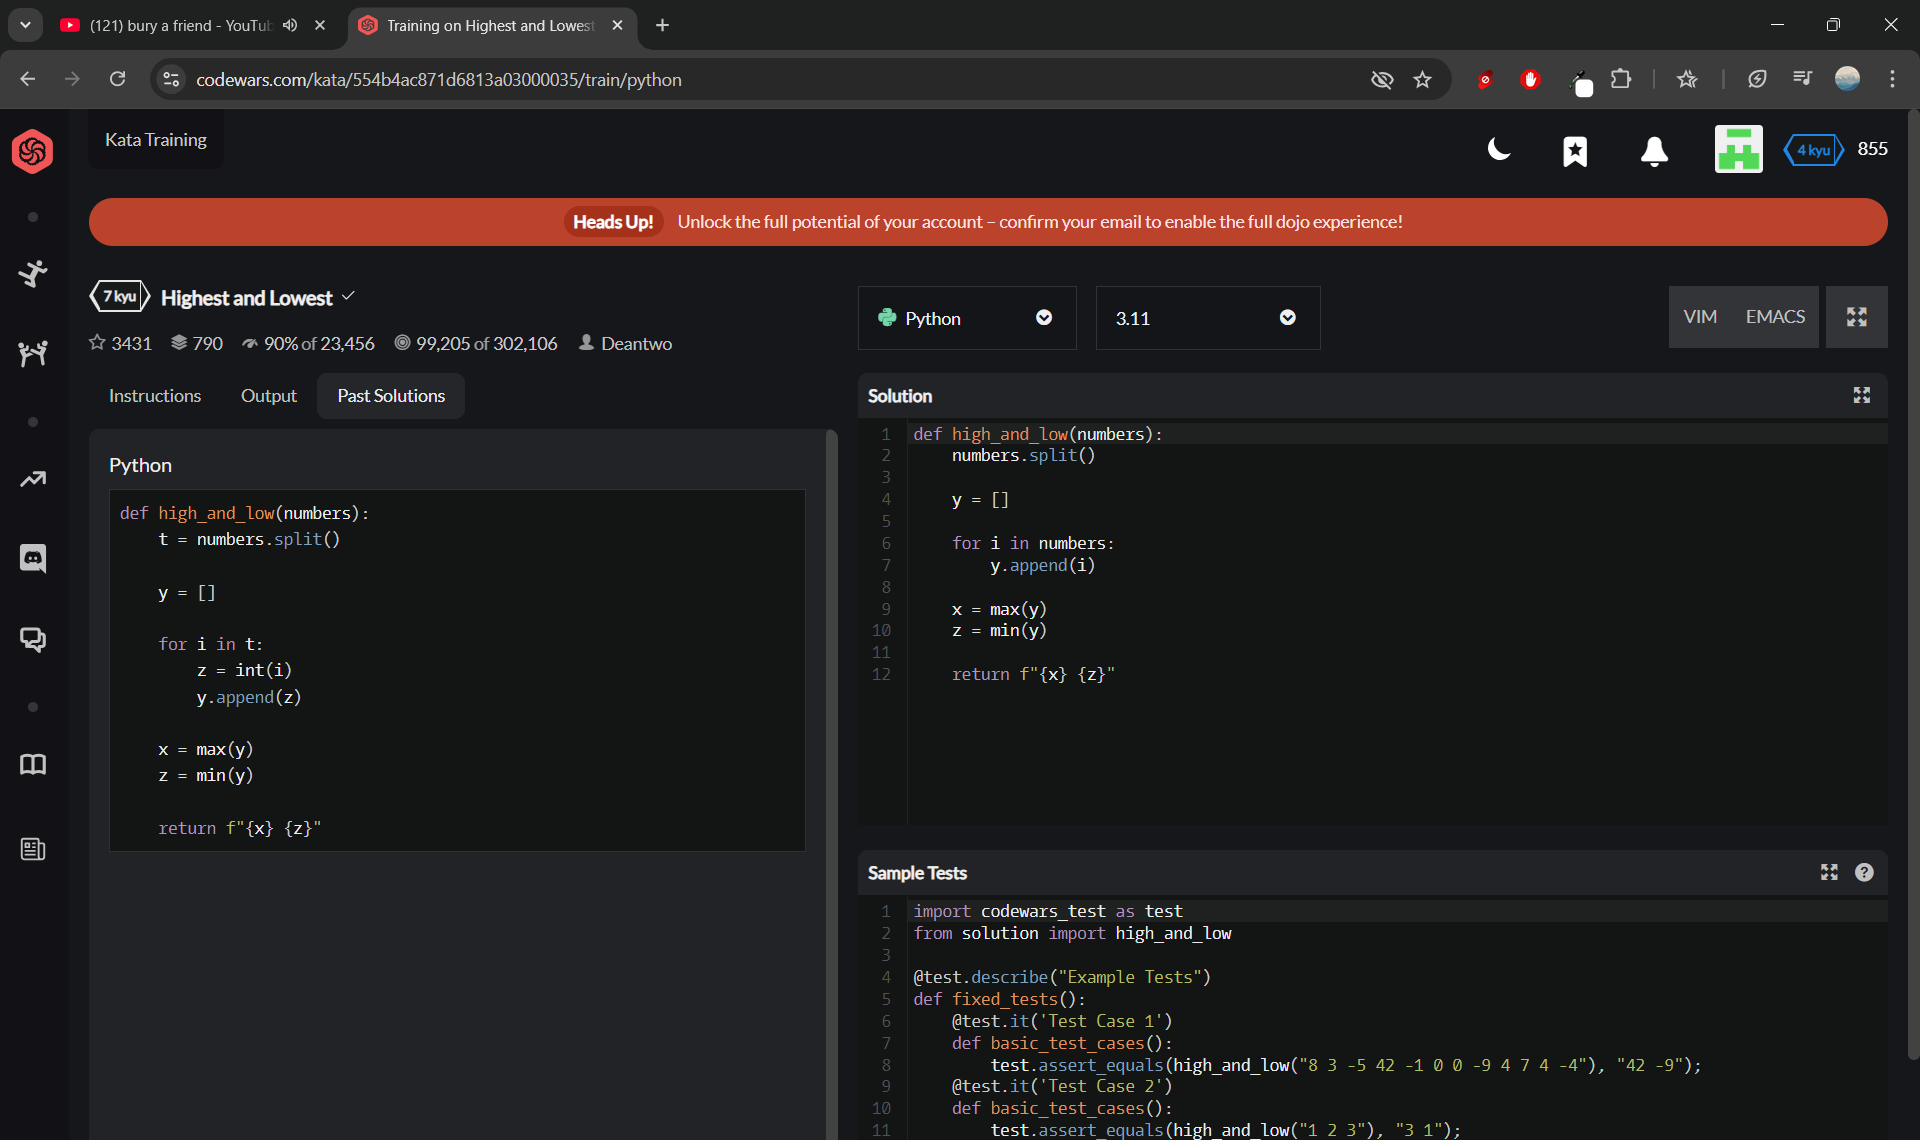 (121) bury a friend - YouTub
Training on Highest and Lowest
codewars.com/kata/554b4ac871d6813a03000035/train/python
Kata Training
4 kyu
855
Heads Up! Unlock the full potential of your account – confirm your email to enable the full dojo experience!
7 kyu
Highest and Lowest
3431 790 90% of 23,456 99,205 of 302,106 Deantwo
Python
3.11
VIM EMACS
Instructions Output Past Solutions
Python
def high_and_low(numbers):
    t = numbers.split()
    y = []
    for i in t:
        z = int(i)
        y.append(z)
    x = max(y)
    z = min(y)
    return f"{x} {z}"
Solution
1 def high_and_low(numbers):
2     numbers.split()
3
4     y = []
5
6     for i in numbers:
7         y.append(i)
8
9     x = max(y)
10     z = min(y)
11
12     return f"{x} {z}"
Sample Tests
1 import codewars_test as test
2 from solution import high_and_low
3
4 @test.describe("Example Tests")
5 def fixed_tests():
6     @test.it('Test Case 1')
7     def basic_test_cases():
8         test.assert_equals(high_and_low("8 3 -5 42 -1 0 0 -9 4 7 4 -4"), "42 -9");
9     @test.it('Test Case 2')
10     def basic_test_cases():
11         test.assert_equals(high_and_low("1 2 3"), "3 1");